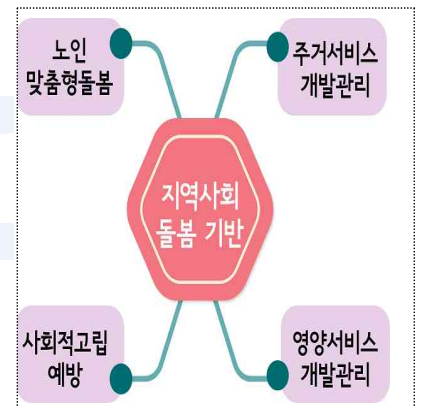 노인
맞춤형돌봄
주거서비스
개발관리
지역사회
돌봄 기반
사회적고립
예방
영양서비스
개발관리